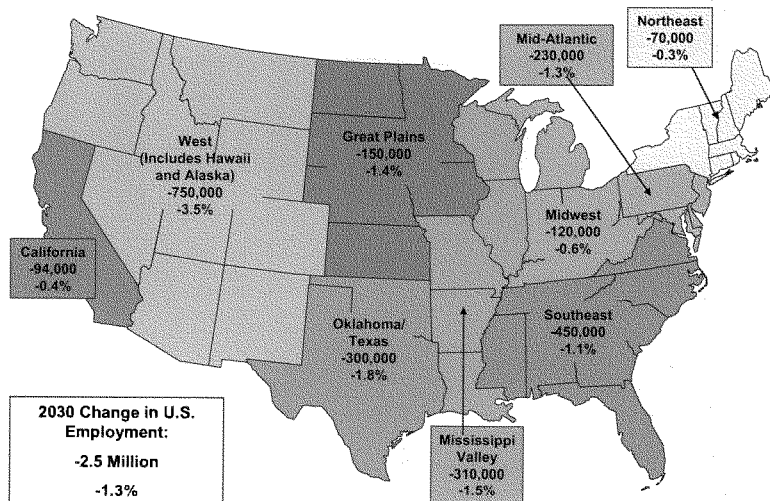 Northeast
-70,000
-0.3%
Mid-Atlantic
-230,000
-1.3%
West
(Includes Hawaii
and Alaska)
-750,000
-3.5%
Great Plains
-150,000
-1.4%
Midwest
-120,000
-0.6%
California
-94,000
-0.4%
Southeast
-450,000
-1.1%
Oklahoma/
Texas
-300,000
-1.8%
Mississippi
Valley
-310,000
-1.5%
2030 Change in U.S.
Employment:
-2.5 Million
-1.3%